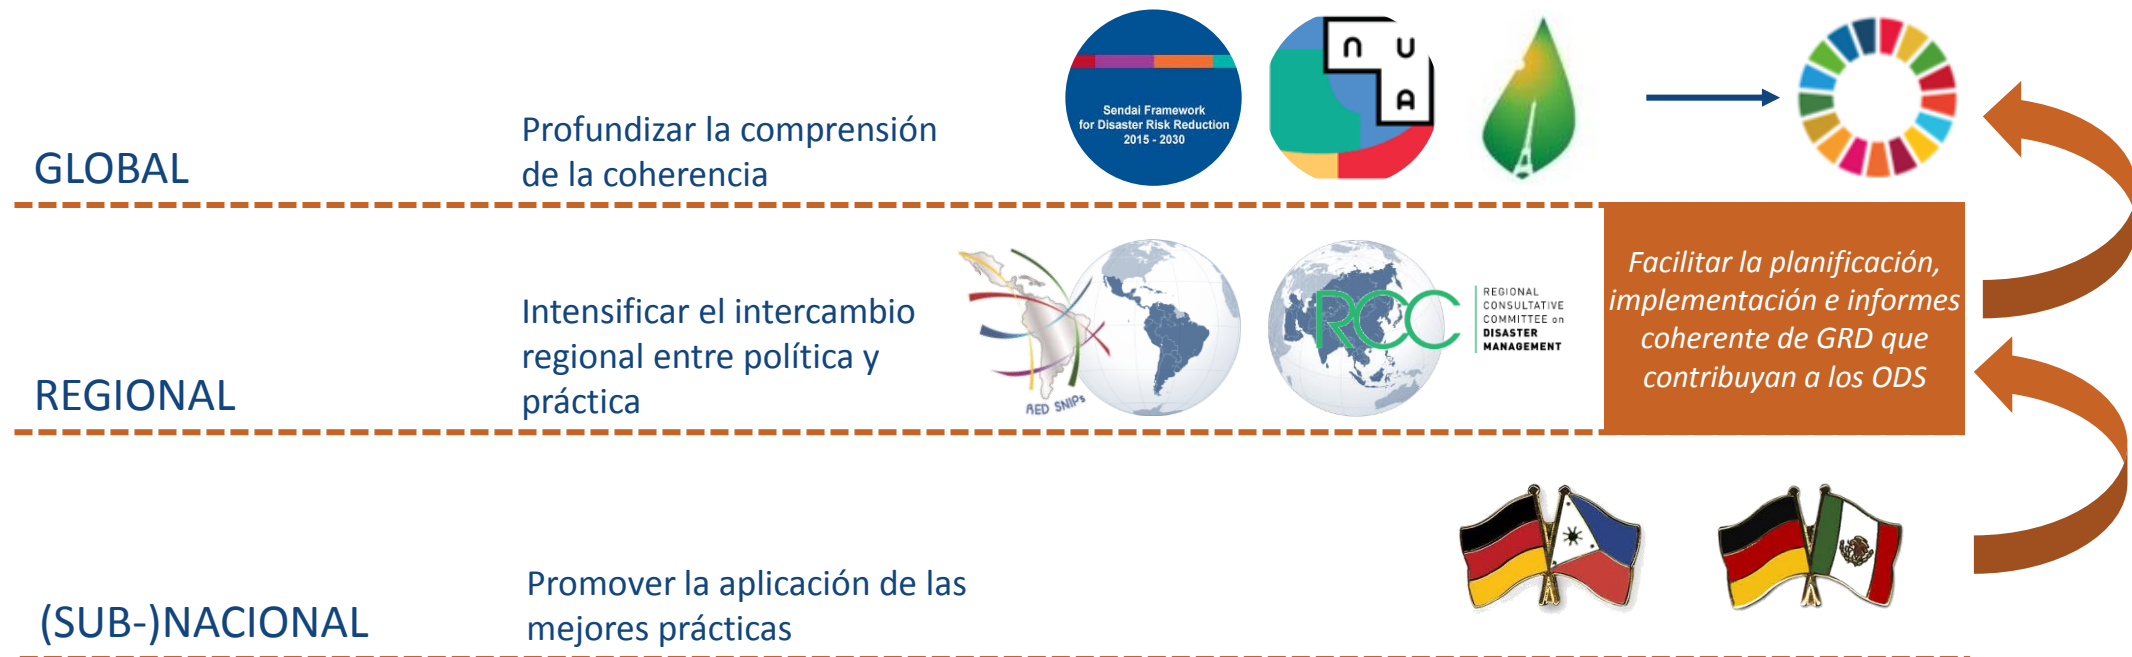 GLOBAL
Profundizar la comprensión
de la coherencia
Sendai Framework
for Disaster Risk Reduction
2015 - 2030
n U
A
REGIONAL
Intensificar el intercambio
regional entre política y
práctica
RED SNIPs
RCC
REGIONAL
CONSULTATIVE
COMMITTEE on
DISASTER
MANAGEMENT
Facilitar la planificación,
implementación e informes
coherente de GRD que
contribuyan a los ODS
(SUB-)NACIONAL
Promover la aplicación de las
mejores prácticas